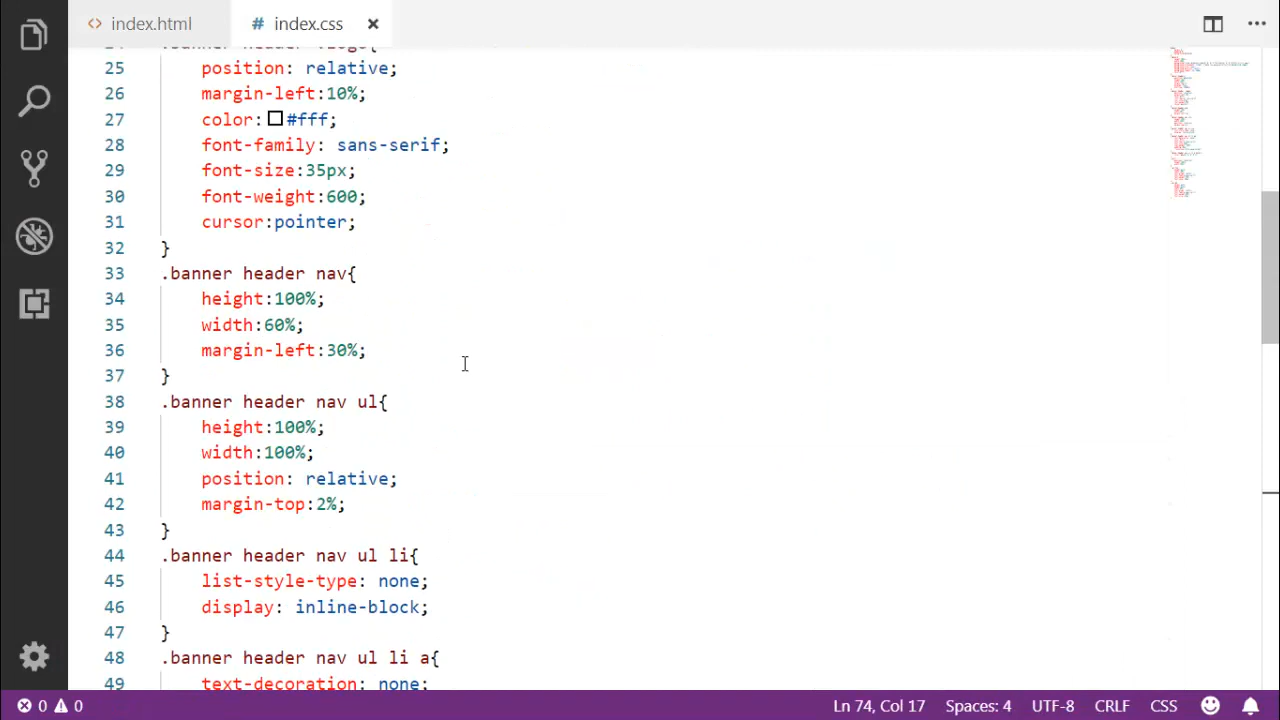 index.html
# index.css
25 position: relative;
26 margin-left:10%;
27 color: #fff;
28 font-family: sans-serif;
29 font-size:35px;
30 font-weight:600;
31 cursor:pointer;
32 }
33 .banner header nav{
34 height:100%;
35 width:60%;
36 margin-left:30%;
37 }
38 .banner header nav ul{
39 height:100%;
40 width:100%;
41 position: relative;
42 margin-top:2%;
43 }
44 .banner header nav ul li{
45 list-style-type: none;
46 display: inline-block;
47 }
48 .banner header nav ul li a{
49 text-decoration: none;
0 0 Ln 74, Col 17 Spaces: 4 UTF-8 CRLF CSS